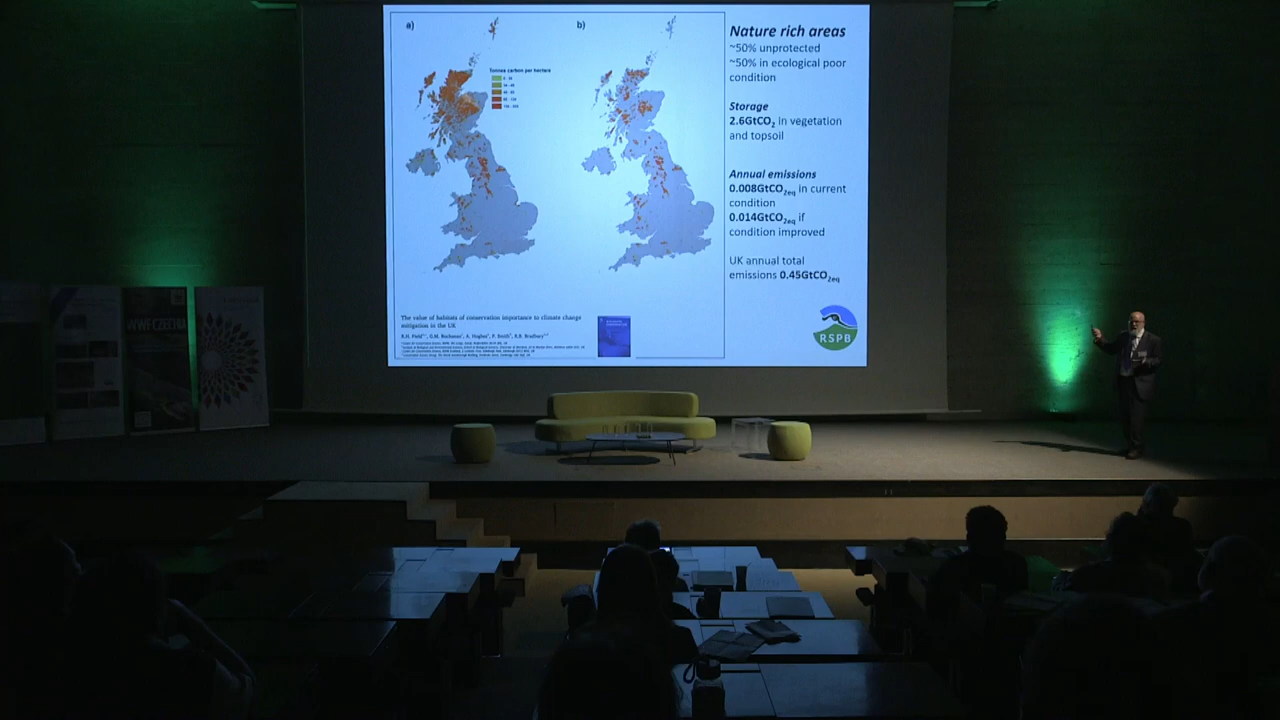 a)
b)
Tonnes carbon per hectare
Nature rich areas
~50% unprotected
~50% in ecological poor
condition
Storage
2.6GtCO2 in vegetation
and topsoil
Annual emissions
0.008GtCO2eq in current
condition
0.014GtCO2eq if
condition improved
UK annual total
emissions 0.45GtCO2eq
The value of habitats of conservation importance to climate change
mitigation in the UK
RSPB
WWF CZECHIA